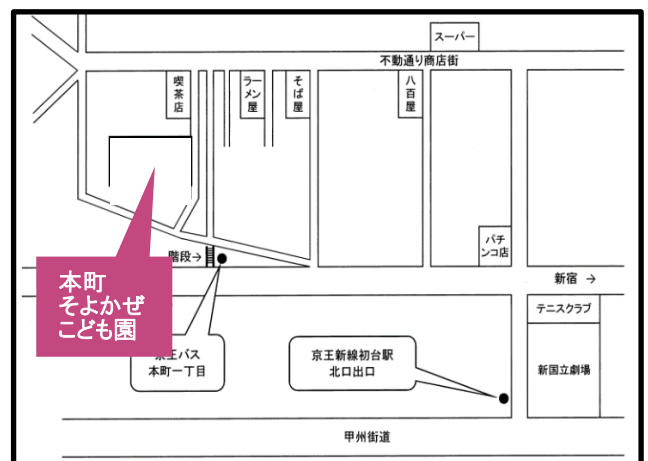 スーパー
不動通り商店街
喫茶店
ラーメン屋
そば屋
八百屋
パチ
ンコ店
階段→
新宿 →
本町
そよかぜ
こども園
テニスクラブ
京王バス
本町一丁目
京王新線初台駅
北口出口
新国立劇場
甲州街道